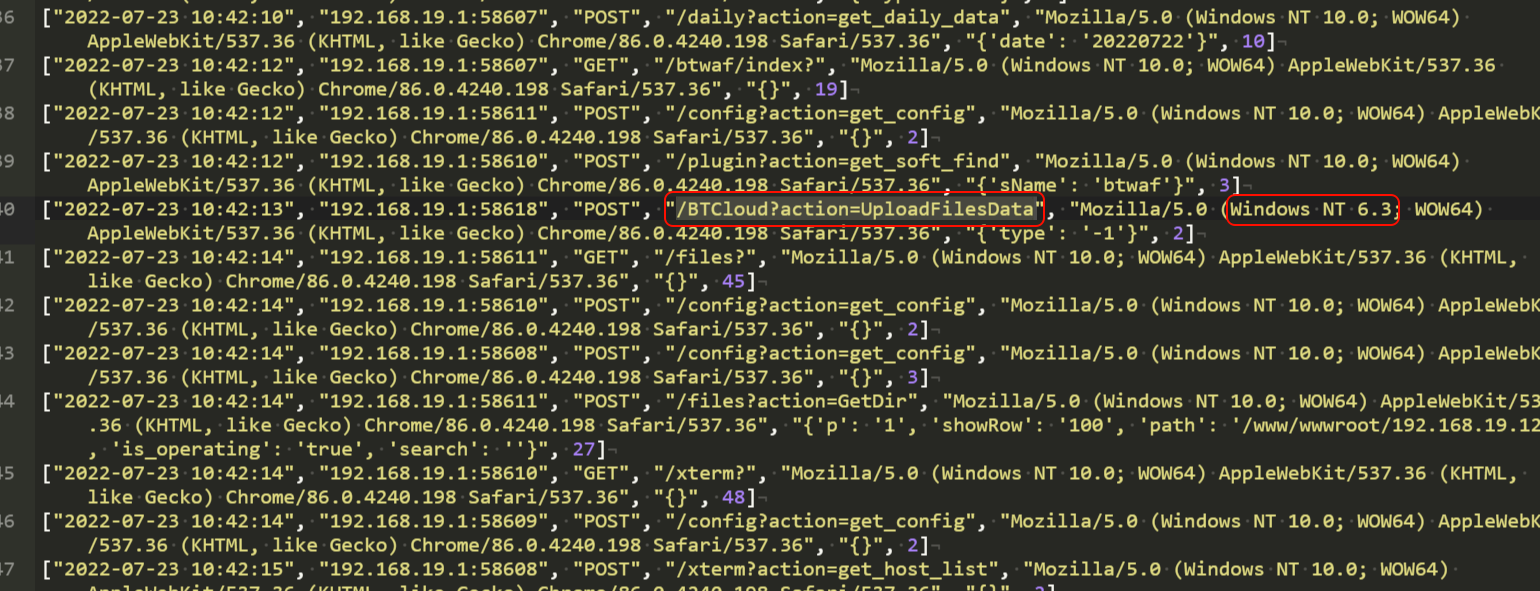 36 ["2022-07-23 10:42:10", "192.168.19.1:58607", "POST", "/daily?action=get_daily_data", "Mozilla/5.0 (Windows NT 10.0; WOW64)
AppleWebKit/537.36 (KHTML, like Gecko) Chrome/86.0.4240.198 Safari/537.36", "{'date': '20220722'}", 10]
37 ["2022-07-23 10:42:12", "192.168.19.1:58607", "GET", "/btwaf/index?", "Mozilla/5.0 (Windows NT 10.0; WOW64) AppleWebKit/537.36
(KHTML, like Gecko) Chrome/86.0.4240.198 Safari/537.36", "{}", 19]
38 ["2022-07-23 10:42:12", "192.168.19.1:58611", "POST", "/config?action=get_config", "Mozilla/5.0 (Windows NT 10.0; WOW64) AppleWebK
/537.36 (KHTML, like Gecko) Chrome/86.0.4240.198 Safari/537.36", "{}", 2]
39 ["2022-07-23 10:42:12", "192.168.19.1:58610", "POST", "/plugin?action=get_soft_find", "Mozilla/5.0 (Windows NT 10.0; WOW64)
AppleWebKit/537.36 (KHTML, like Gecko) Chrome/86.0.4240.198 Safari/537.36", "{'sName': 'btwaf'}", 3]
40 ["2022-07-23 10:42:13", "192.168.19.1:58608", "POST", "/BTCloud?action=UploadFilesData", "Mozilla/5.0 (Windows NT 6.3; WOW64)
AppleWebKit/537.36 (KHTML, like Gecko) Chrome/86.0.4240.198 Safari/537.36", "{'type': '-1'}", 2]
41 ["2022-07-23 10:42:14", "192.168.19.1:58611", "GET", "/files?", "Mozilla/5.0 (Windows NT 10.0; WOW64) AppleWebKit/537.36 (KHTML,
like Gecko) Chrome/86.0.4240.198 Safari/537.36", "{}", 45]
42 ["2022-07-23 10:42:14", "192.168.19.1:58610", "POST", "/config?action=get_config", "Mozilla/5.0 (Windows NT 10.0; WOW64) AppleWebK
/537.36 (KHTML, like Gecko) Chrome/86.0.4240.198 Safari/537.36", "{}", 2]
43 ["2022-07-23 10:42:14", "192.168.19.1:58608", "POST", "/config?action=get_config", "Mozilla/5.0 (Windows NT 10.0; WOW64) AppleWebK
/537.36 (KHTML, like Gecko) Chrome/86.0.4240.198 Safari/537.36", "{}", 3]
44 ["2022-07-23 10:42:14", "192.168.19.1:58611", "POST", "/files?action=GetDir", "Mozilla/5.0 (Windows NT 10.0; WOW64) AppleWebKit/53
.36 (KHTML, like Gecko) Chrome/86.0.4240.198 Safari/537.36", "{'p': '1', 'showRow': '100', 'path': '/www/wwwroot/192.168.19.12
, 'is_operating': 'true', 'search': ''}", 27]
45 ["2022-07-23 10:42:14", "192.168.19.1:58610", "GET", "/xterm?", "Mozilla/5.0 (Windows NT 10.0; WOW64) AppleWebKit/537.36 (KHTML,
like Gecko) Chrome/86.0.4240.198 Safari/537.36", "{}", 48]
46 ["2022-07-23 10:42:14", "192.168.19.1:58609", "POST", "/config?action=get_config", "Mozilla/5.0 (Windows NT 10.0; WOW64) AppleWebK
/537.36 (KHTML, like Gecko) Chrome/86.0.4240.198 Safari/537.36", "{}", 2]
47 ["2022-07-23 10:42:15", "192.168.19.1:58608", "POST", "/xterm?action=get_host_list", "Mozilla/5.0 (Windows NT 10.0; WOW64)
AppleWebKit/537.36 (KHTML, like Gecko) Chrome/86.0.4240.198 Safari/537.36", "{}",